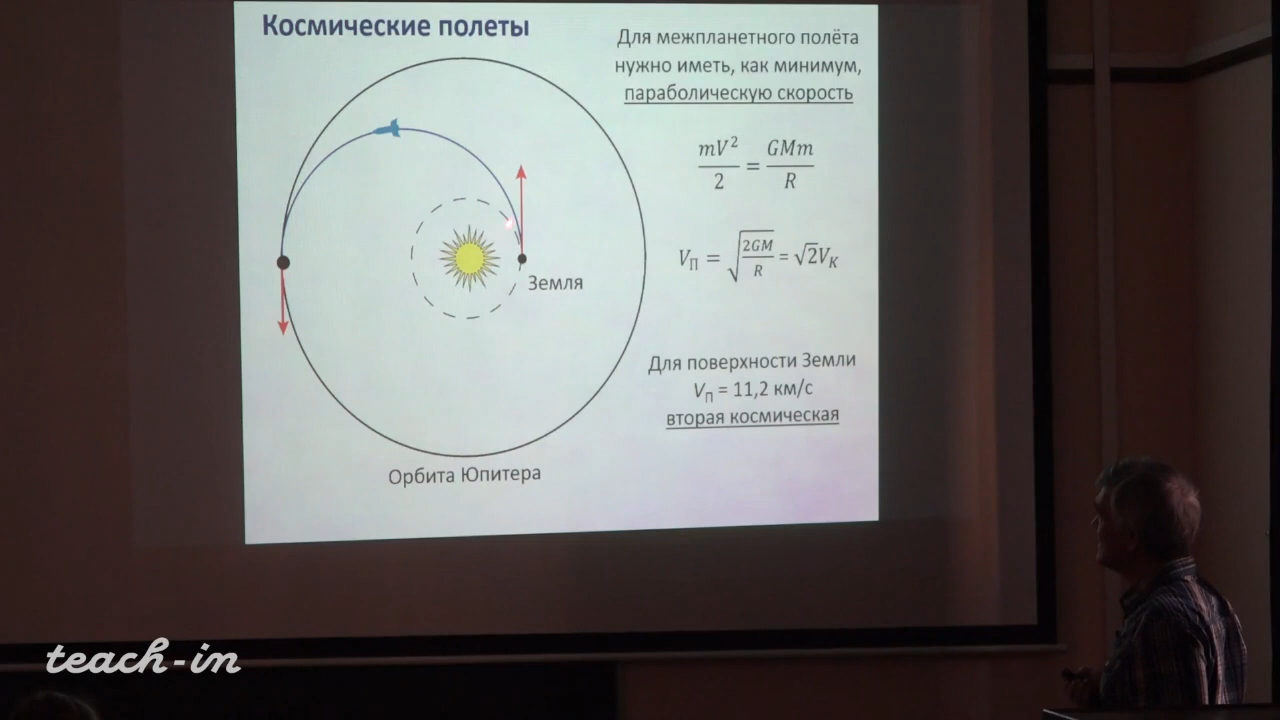 Космические полеты
Для межпланетного полёта
нужно иметь, как минимум,
параболическую скорость
mV²/2 = GMm/R
V_П = √(2GM/R) = √2V_K
Земля
Для поверхности Земли
V_П = 11,2 км/с
вторая космическая
Орбита Юпитера
teach-in